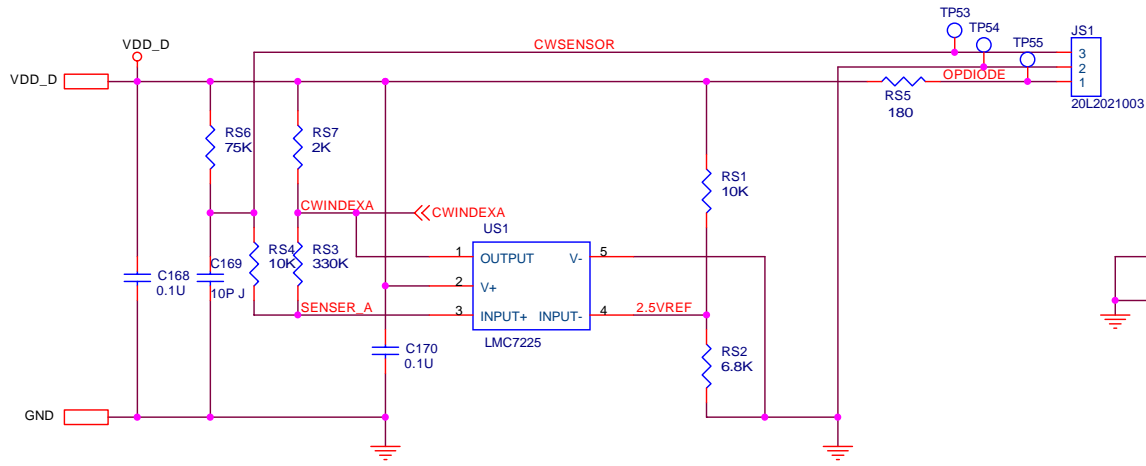 TP53
TP54
JS1
VDD_D
CWSENSOR
TP55
3
2
1
VDD_D
OPDIODE
RS5
180
20L2021003
RS6
75K
RS7
2K
RS1
10K
CWINDEXA
CWINDEXA
US1
C168
0.1U
C169
10P J
RS4
10K
RS3
330K
1
OUTPUT
V-
5
2
V+
SENSER_A
3
INPUT+
INPUT-
4
2.5VREF
LMC7225
C170
0.1U
RS2
6.8K
GND